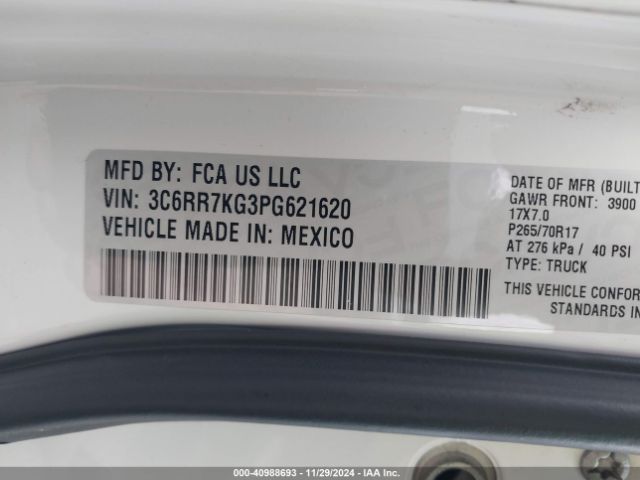 MFD BY: FCA US LLC
VIN: 3C6RR7KG3PG621620
VEHICLE MADE IN: MEXICO
DATE OF MFR (BUILT
GAWR FRONT: 3900
17X7.0
P265/70R17
AT 276 kPa / 40 PSI
TYPE: TRUCK
THIS VEHICLE CONFOR
STANDARDS IN
000-40988693 - 11/29/2024 - IAA Inc.